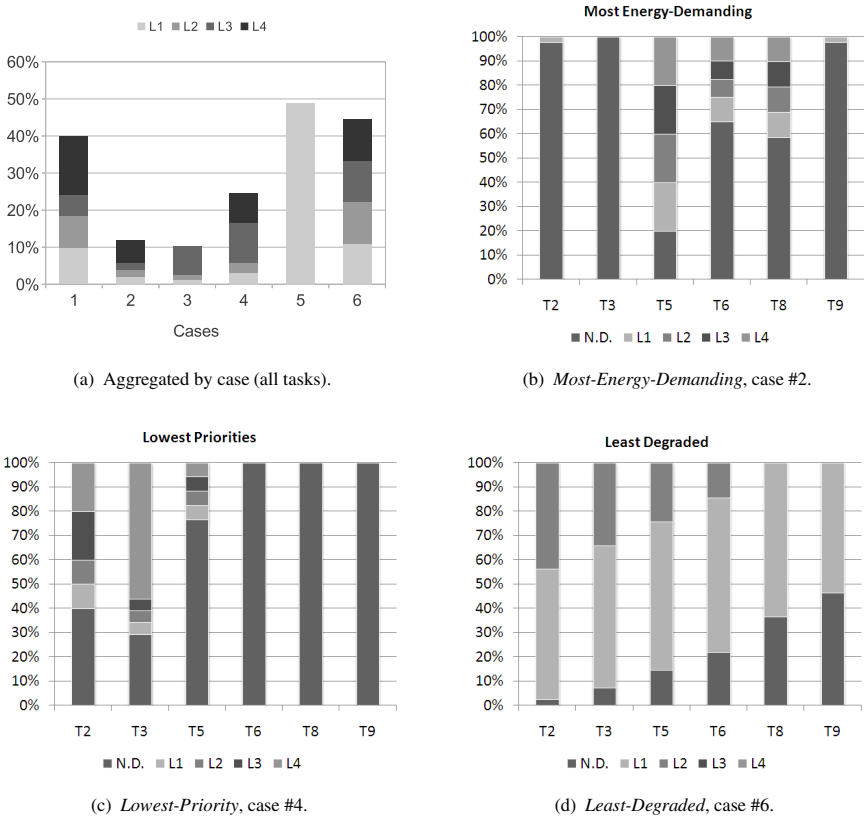 L1 L2 L3 L4
60%
50%
40%
30%
20%
10%
0%
1 2 3 4 5 6
Cases
(a) Aggregated by case (all tasks).
Most Energy-Demanding
100%
90%
80%
70%
60%
50%
40%
30%
20%
10%
0%
T2 T3 T5 T6 T8 T9
N.D. L1 L2 L3 L4
(b) Most-Energy-Demanding, case #2.
Lowest Priorities
100%
90%
80%
70%
60%
50%
40%
30%
20%
10%
0%
T2 T3 T5 T6 T8 T9
N.D. L1 L2 L3 L4
(c) Lowest-Priority, case #4.
Least Degraded
100%
90%
80%
70%
60%
50%
40%
30%
20%
10%
0%
T2 T3 T5 T6 T8 T9
N.D. L1 L2 L3 L4
(d) Least-Degraded, case #6.